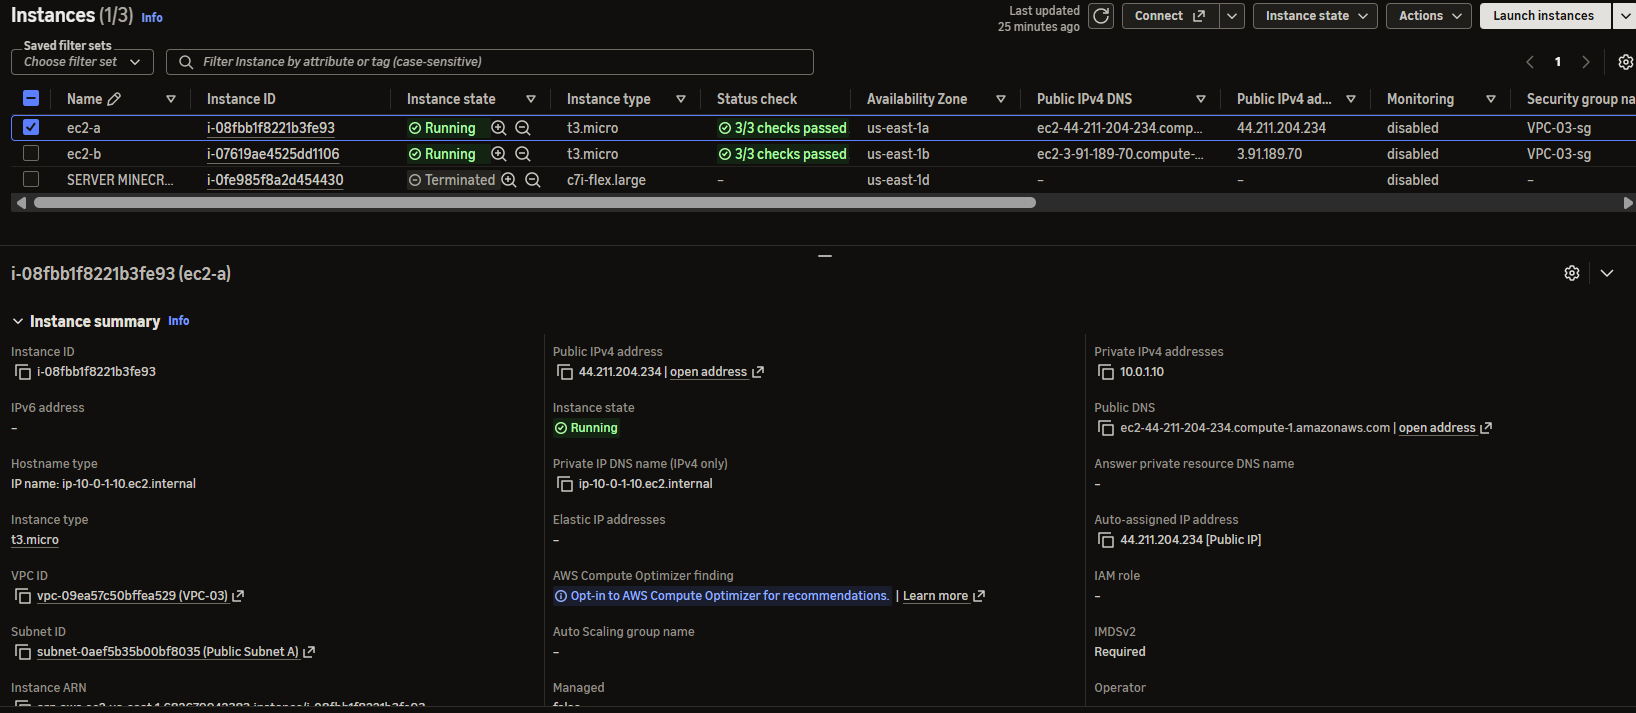 Instances (1/3) Info
Last updated
25 minutes ago
Connect
Instance state
Actions
Launch instances
Saved filter sets
Choose filter set
Filter Instance by attribute or tag (case-sensitive)
1
Name Instance ID Instance state Instance type Status check Availability Zone Public IPv4 DNS Public IPv4 ad... Monitoring Security group na
ec2-a i-08fbb1f8221b3fe93 Running t3.micro 3/3 checks passed us-east-1a ec2-44-211-204-234.comp... 44.211.204.234 disabled VPC-03-sg
ec2-b i-07619ae4525dd1106 Running t3.micro 3/3 checks passed us-east-1b ec2-3-91-189-70.compute-... 3.91.189.70 disabled VPC-03-sg
SERVER MINECR... i-0fe985f8a2d454430 Terminated c7i-flex.large – us-east-1d – – disabled –
i-08fbb1f8221b3fe93 (ec2-a)
Instance summary Info
Instance ID
i-08fbb1f8221b3fe93
IPv6 address
–
Hostname type
IP name: ip-10-0-1-10.ec2.internal
Instance type
t3.micro
VPC ID
vpc-09ea57c50bffea529 (VPC-03)
Subnet ID
subnet-0aef5b35b00bf8035 (Public Subnet A)
Instance ARN
Public IPv4 address
44.211.204.234 | open address
Instance state
Running
Private IP DNS name (IPv4 only)
ip-10-0-1-10.ec2.internal
Elastic IP addresses
–
AWS Compute Optimizer finding
Opt-in to AWS Compute Optimizer for recommendations. | Learn more
Auto Scaling group name
–
Managed
false
Private IPv4 addresses
10.0.1.10
Public DNS
ec2-44-211-204-234.compute-1.amazonaws.com | open address
Answer private resource DNS name
–
Auto-assigned IP address
44.211.204.234 [Public IP]
IAM role
–
IMDSv2
Required
Operator